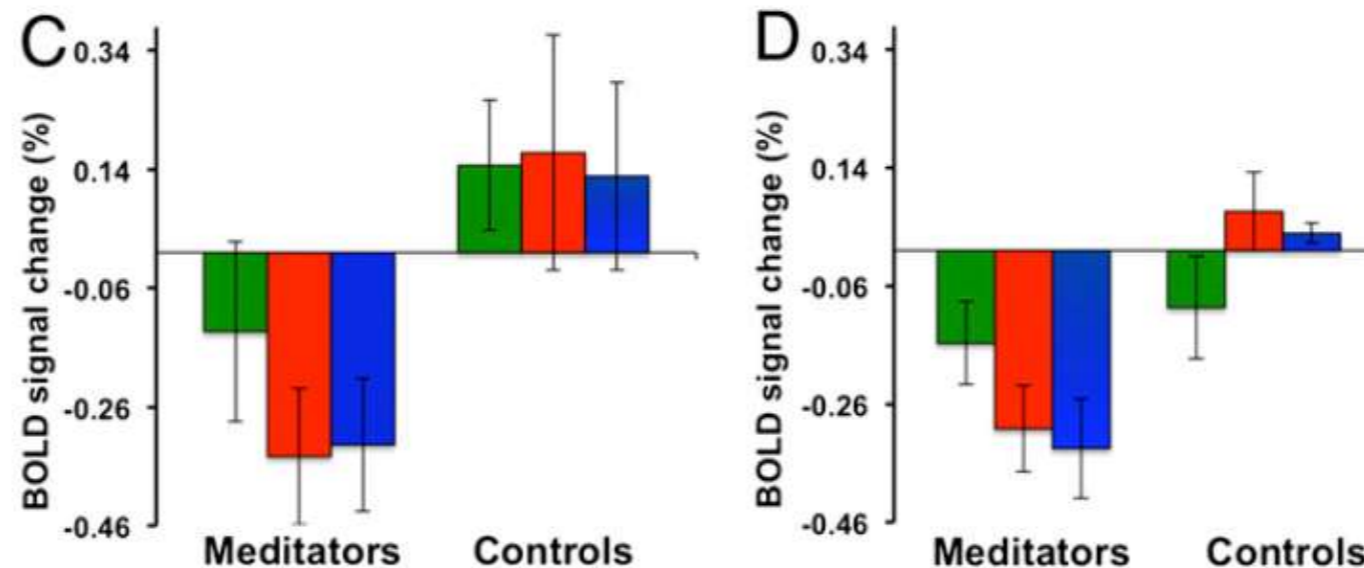 C
0.34
0.14
-0.06
-0.26
-0.46
BOLD signal change (%)
Meditators Controls
D
0.34
0.14
-0.06
-0.26
-0.46
BOLD signal change (%)
Meditators Controls